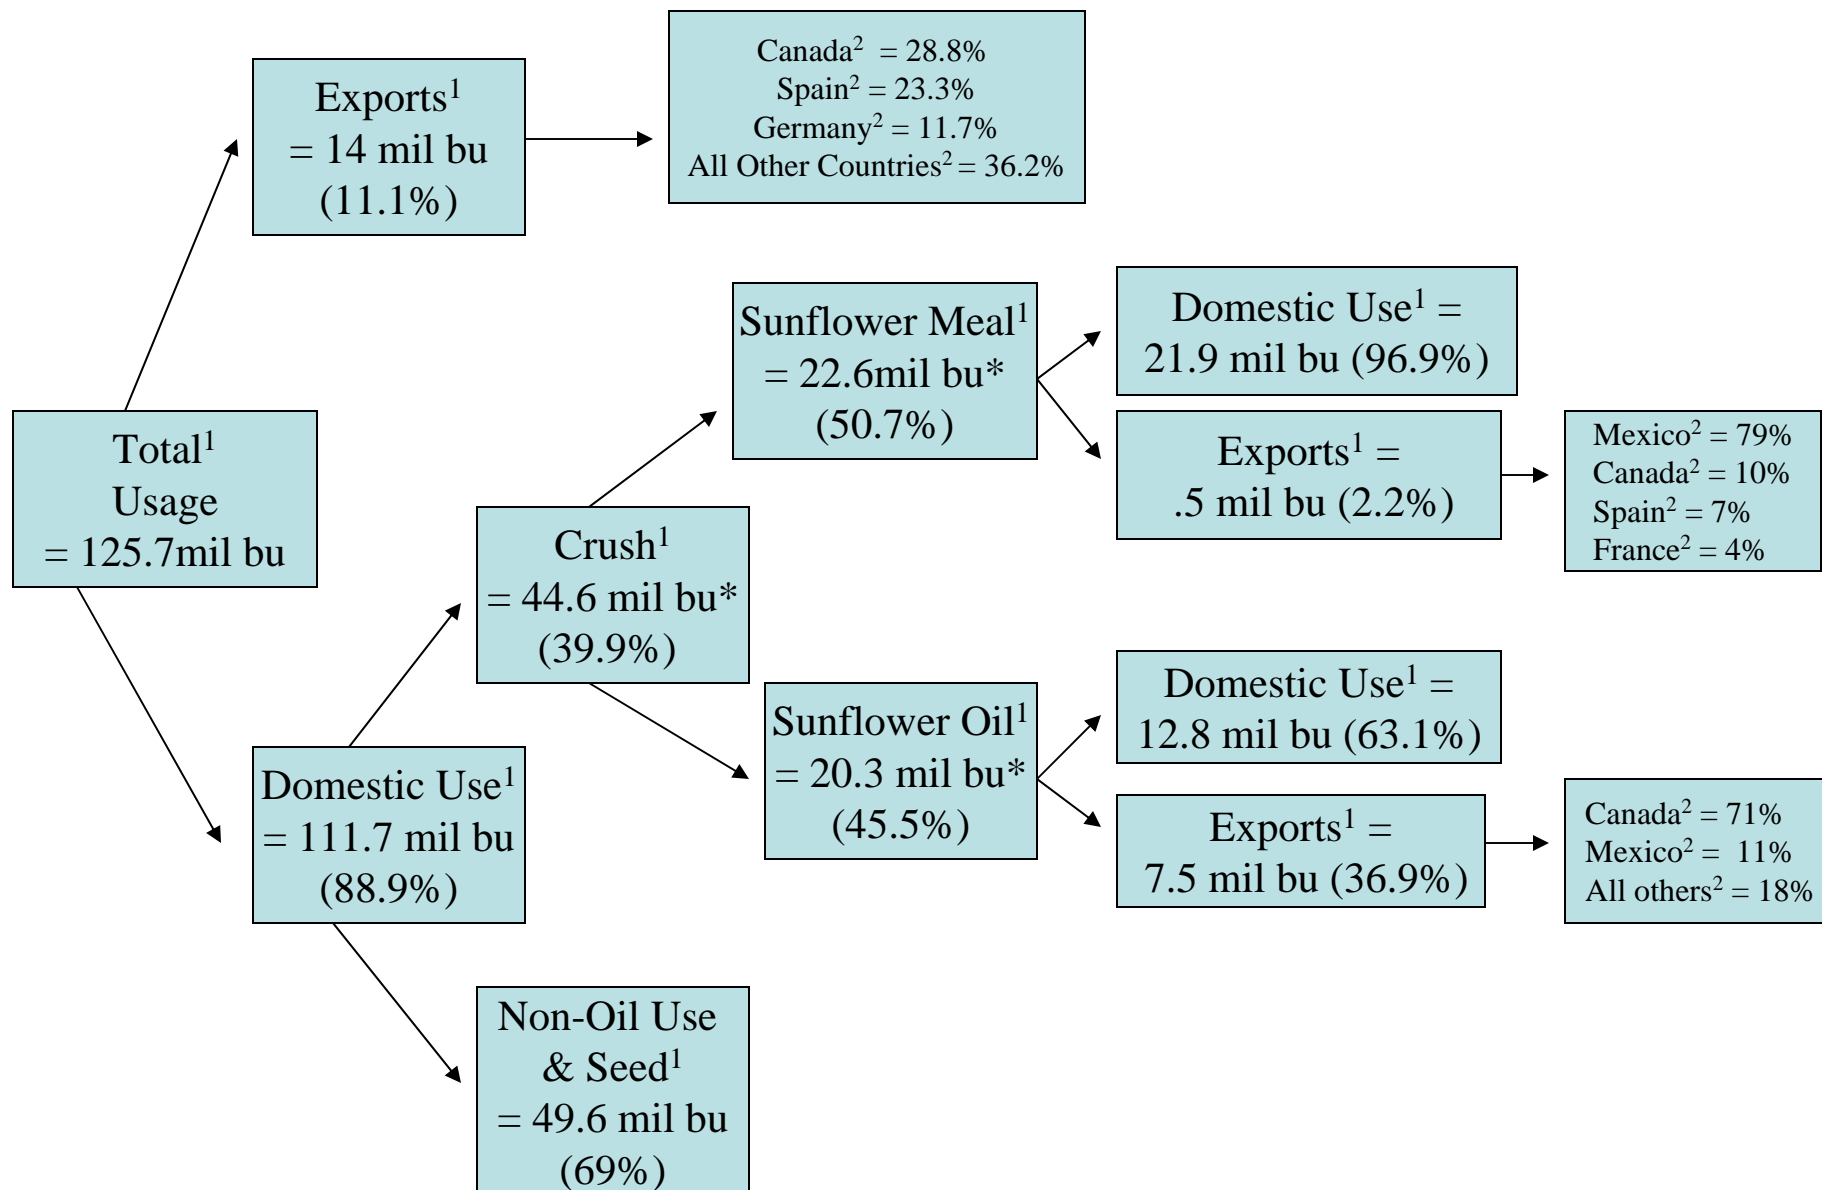 Exports¹
= 14 mil bu
(11.1%)
Canada² = 28.8%
Spain² = 23.3%
Germany² = 11.7%
All Other Countries² = 36.2%
Total¹
Usage
= 125.7mil bu
Domestic Use¹
= 111.7 mil bu
(88.9%)
Crush¹
= 44.6 mil bu*
(39.9%)
Non-Oil Use
& Seed¹
= 49.6 mil bu
(69%)
Sunflower Meal¹
= 22.6mil bu*
(50.7%)
Domestic Use¹ =
21.9 mil bu (96.9%)
Exports¹ =
.5 mil bu (2.2%)
Mexico² = 79%
Canada² = 10%
Spain² = 7%
France² = 4%
Sunflower Oil¹
= 20.3 mil bu*
(45.5%)
Domestic Use¹ =
12.8 mil bu (63.1%)
Exports¹ =
7.5 mil bu (36.9%)
Canada² = 71%
Mexico² = 11%
All others² = 18%